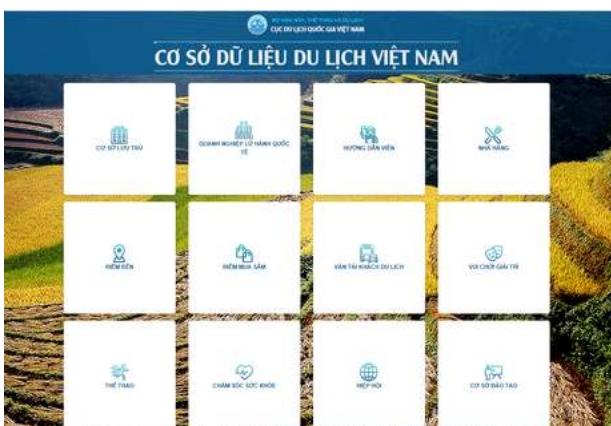 BỘ VĂN HÓA, THỂ THAO VÀ DU LỊCH
CỤC DU LỊCH QUỐC GIA VIỆT NAM
CƠ SỞ DỮ LIỆU DU LỊCH VIỆT NAM
CƠ SỞ LƯU TRÚ
DOANH NGHIỆP LỮ HÀNH QUỐC
TẾ
HƯỚNG DẪN VIÊN
NHÀ HÀNG
ĐIỂM ĐẾN
ĐIỂM MUA SẮM
VẬN TẢI KHÁCH DU LỊCH
VUI CHƠI GIẢI TRÍ
THỂ THAO
CHĂM SÓC SỨC KHỎE
HIỆP HỘI
CƠ SỞ ĐÀO TẠO